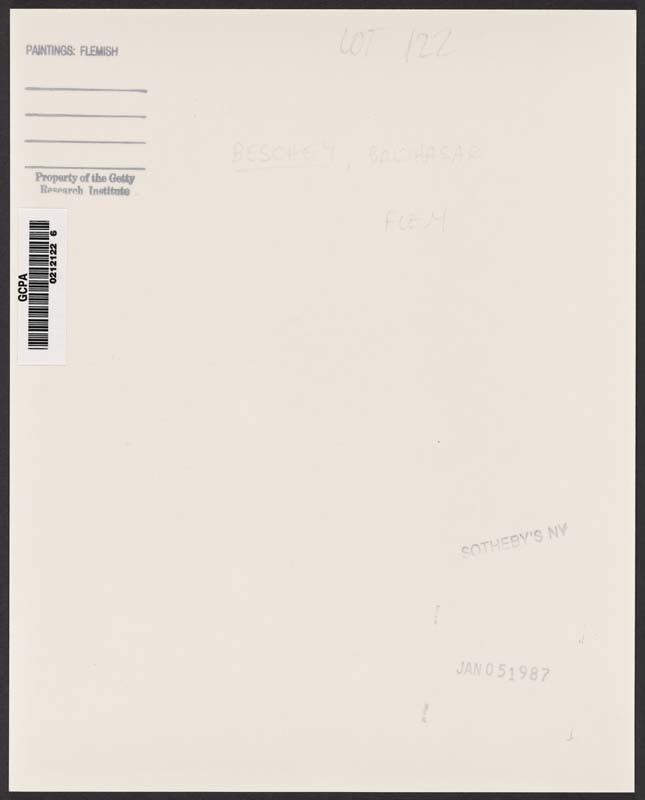 PAINTINGS: FLEMISH
LOT 122
BESCHEY, BALTHASAR
FLEM
Property of the Getty
Research Institute
GCPA
0212122 6
SOTHEBY'S NY
JAN 05 1987